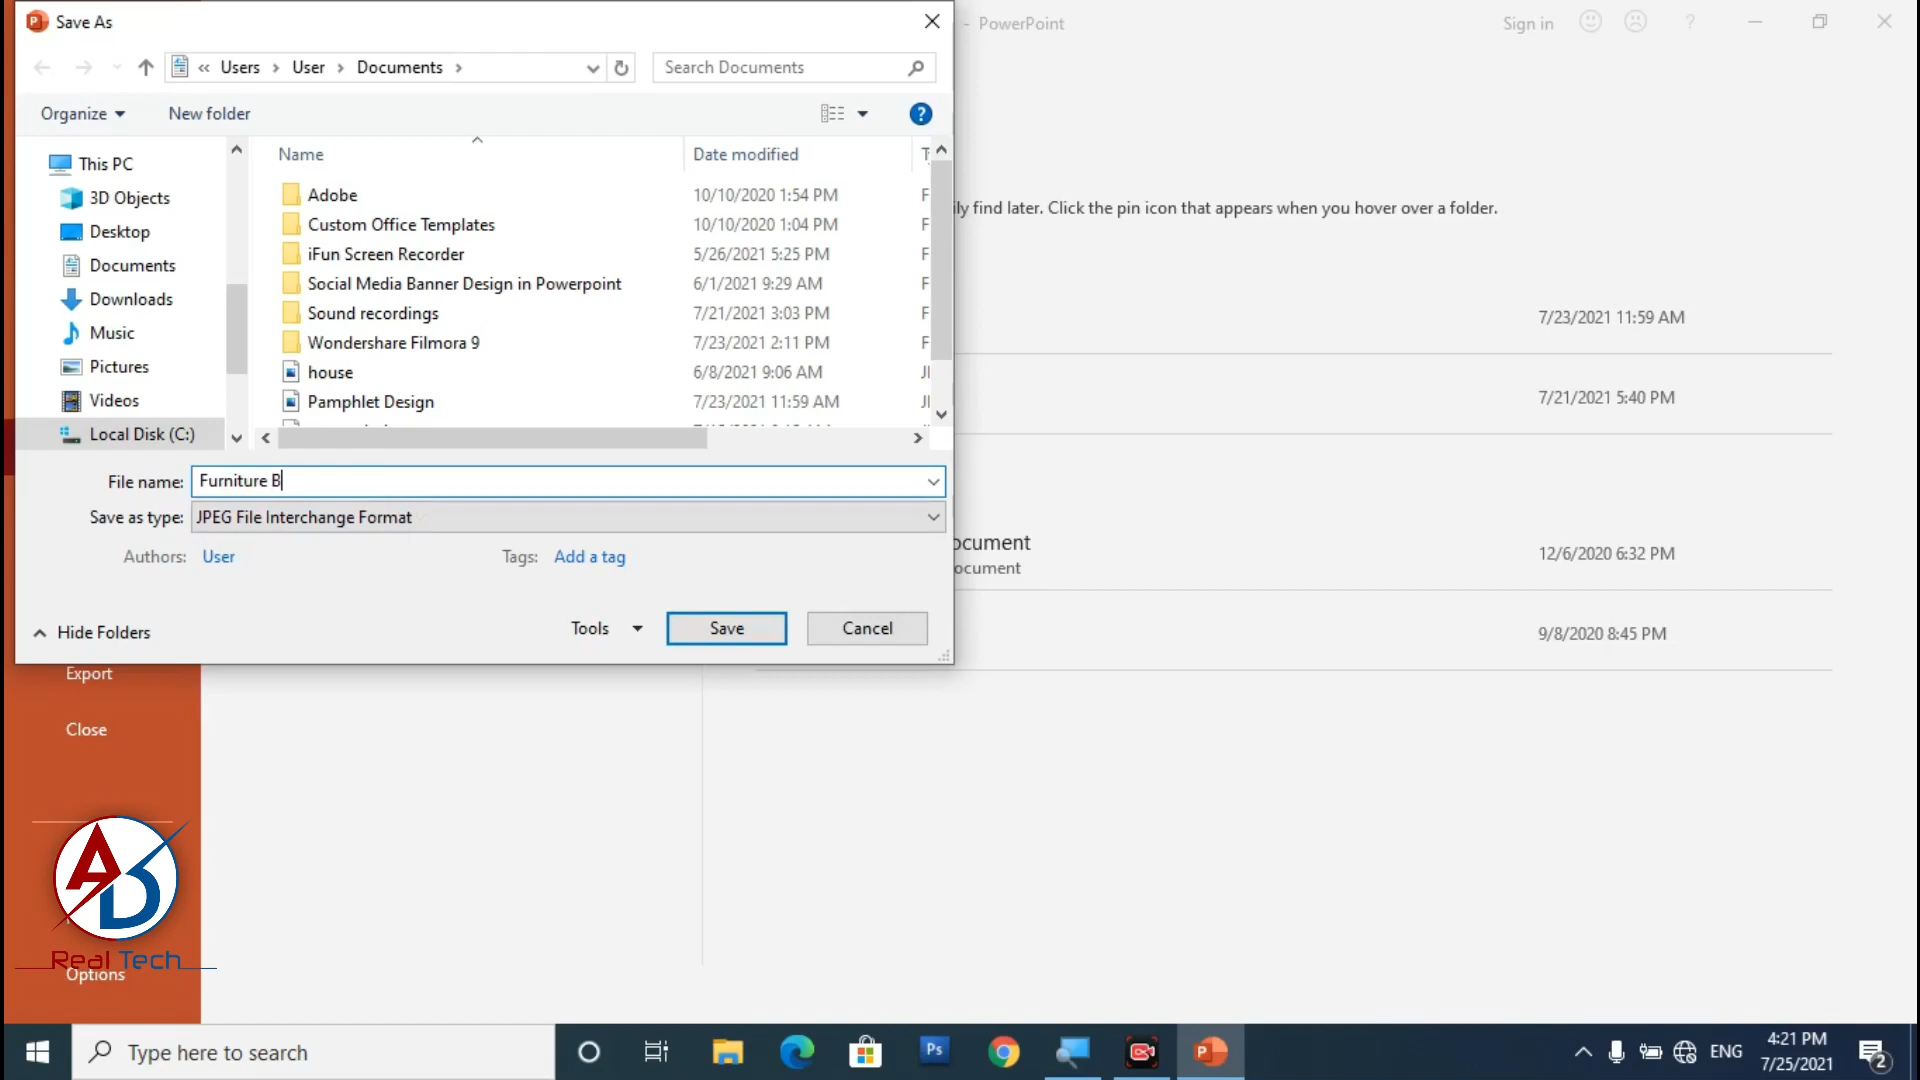 Save As
- PowerPoint
Sign in
?
Users > User > Documents >
Search Documents
Organize
New folder
?
Name
Date modified
This PC
3D Objects
Desktop
Documents
Downloads
Music
Pictures
Videos
Local Disk (C:)
Adobe 10/10/2020 1:54 PM F
Custom Office Templates 10/10/2020 1:04 PM F
iFun Screen Recorder 5/26/2021 5:25 PM F
Social Media Banner Design in Powerpoint 6/1/2021 9:29 AM F
Sound recordings 7/21/2021 3:03 PM F
Wondershare Filmora 9 7/23/2021 2:11 PM F
house 6/8/2021 9:06 AM
Pamphlet Design 7/23/2021 11:59 AM
find later. Click the pin icon that appears when you hover over a folder.
7/23/2021 11:59 AM
7/21/2021 5:40 PM
File name: Furniture B
Save as type: JPEG File Interchange Format
Authors: User
Tags: Add a tag
ocument
ocument
12/6/2020 6:32 PM
Hide Folders
Tools
Save
Cancel
9/8/2020 8:45 PM
Export
Close
AD
Real Tech
Options
Type here to search
Ps
ENG
4:21 PM
7/25/2021
2